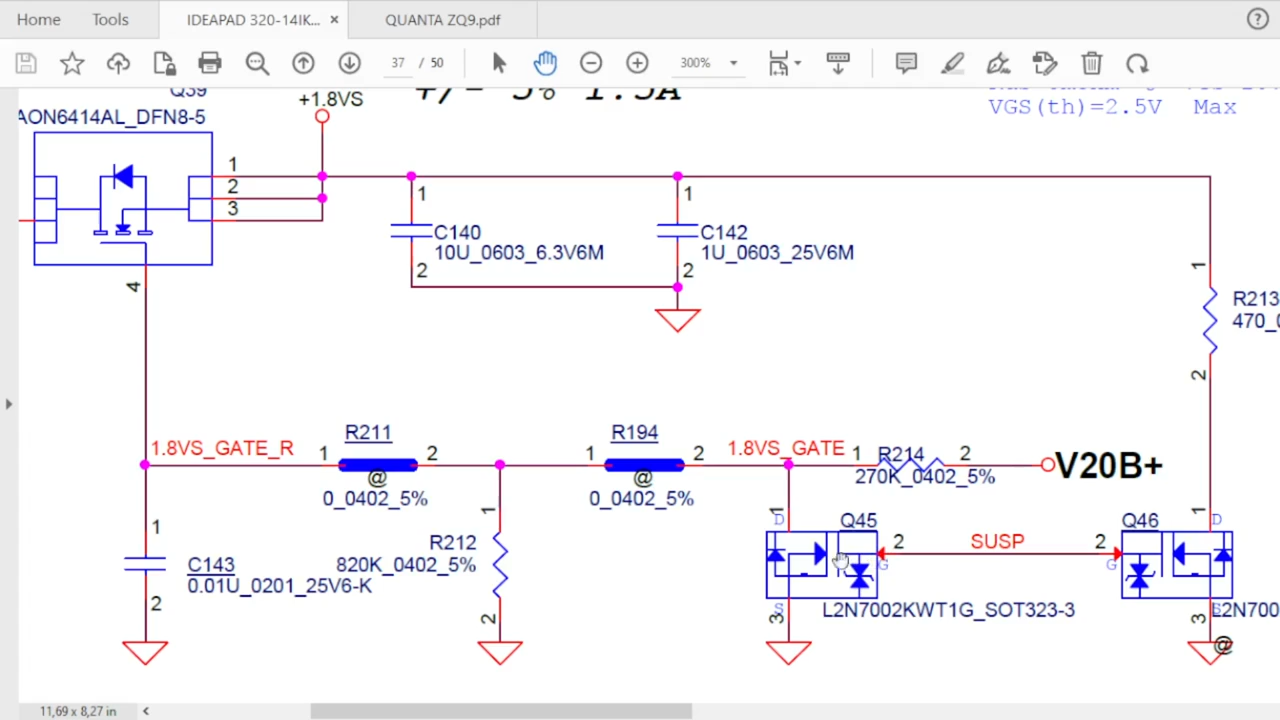 Home Tools IDEAPAD 320-14IK... × QUANTA ZQ9.pdf
37 / 50 300%
+/- 5% 1.5A
VGS(th)=2.5V Max
Q39
AON6414AL_DFN8-5
+1.8VS
1
2
3
4
1
C140
10U_0603_6.3V6M
2
1
C142
1U_0603_25V6M
2
1
R213
470_0
2
1.8VS_GATE_R
1
R211
2
@
0_0402_5%
1
R194
2
@
0_0402_5%
1.8VS_GATE
1
R214
2
270K_0402_5%
V20B+
1
C143
0.01U_0201_25V6-K
2
1
R212
820K_0402_5%
2
1
D
Q45
2
G
SUSP
S
3
L2N7002KWT1G_SOT323-3
2
G
Q46
1
D
3
S
L2N700
@
11,69 x 8,27 in